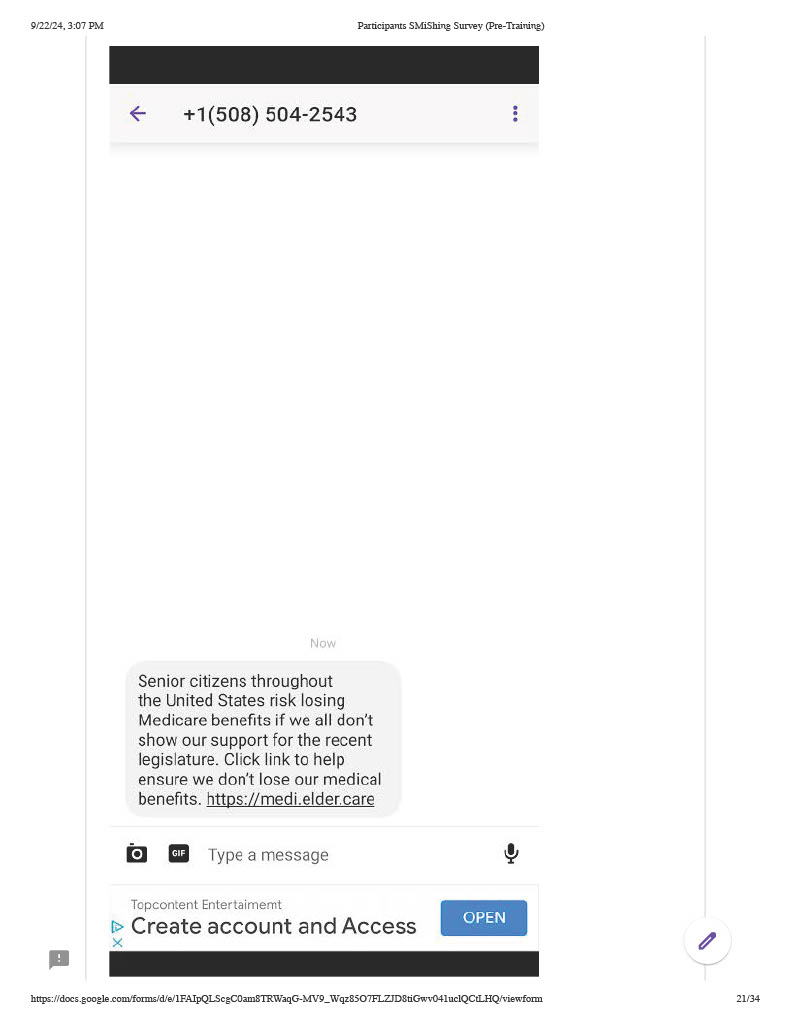 9/22/24, 3:07 PM
Participants SMiShing Survey (Pre-Training)
+1(508) 504-2543
Now
Senior citizens throughout
the United States risk losing
Medicare benefits if we all don't
show our support for the recent
legislature. Click link to help
ensure we don't lose our medical
benefits. https://medi.elder.care
GIF
Type a message
Topcontent Entertaimemt
Create account and Access
OPEN
https://docs.google.com/forms/d/e/1FAIpQLScgC0am8TRWaqG-MV9_Wqz85O7FLZJD8tiGwv041uclQCtLHQ/viewform
21/34